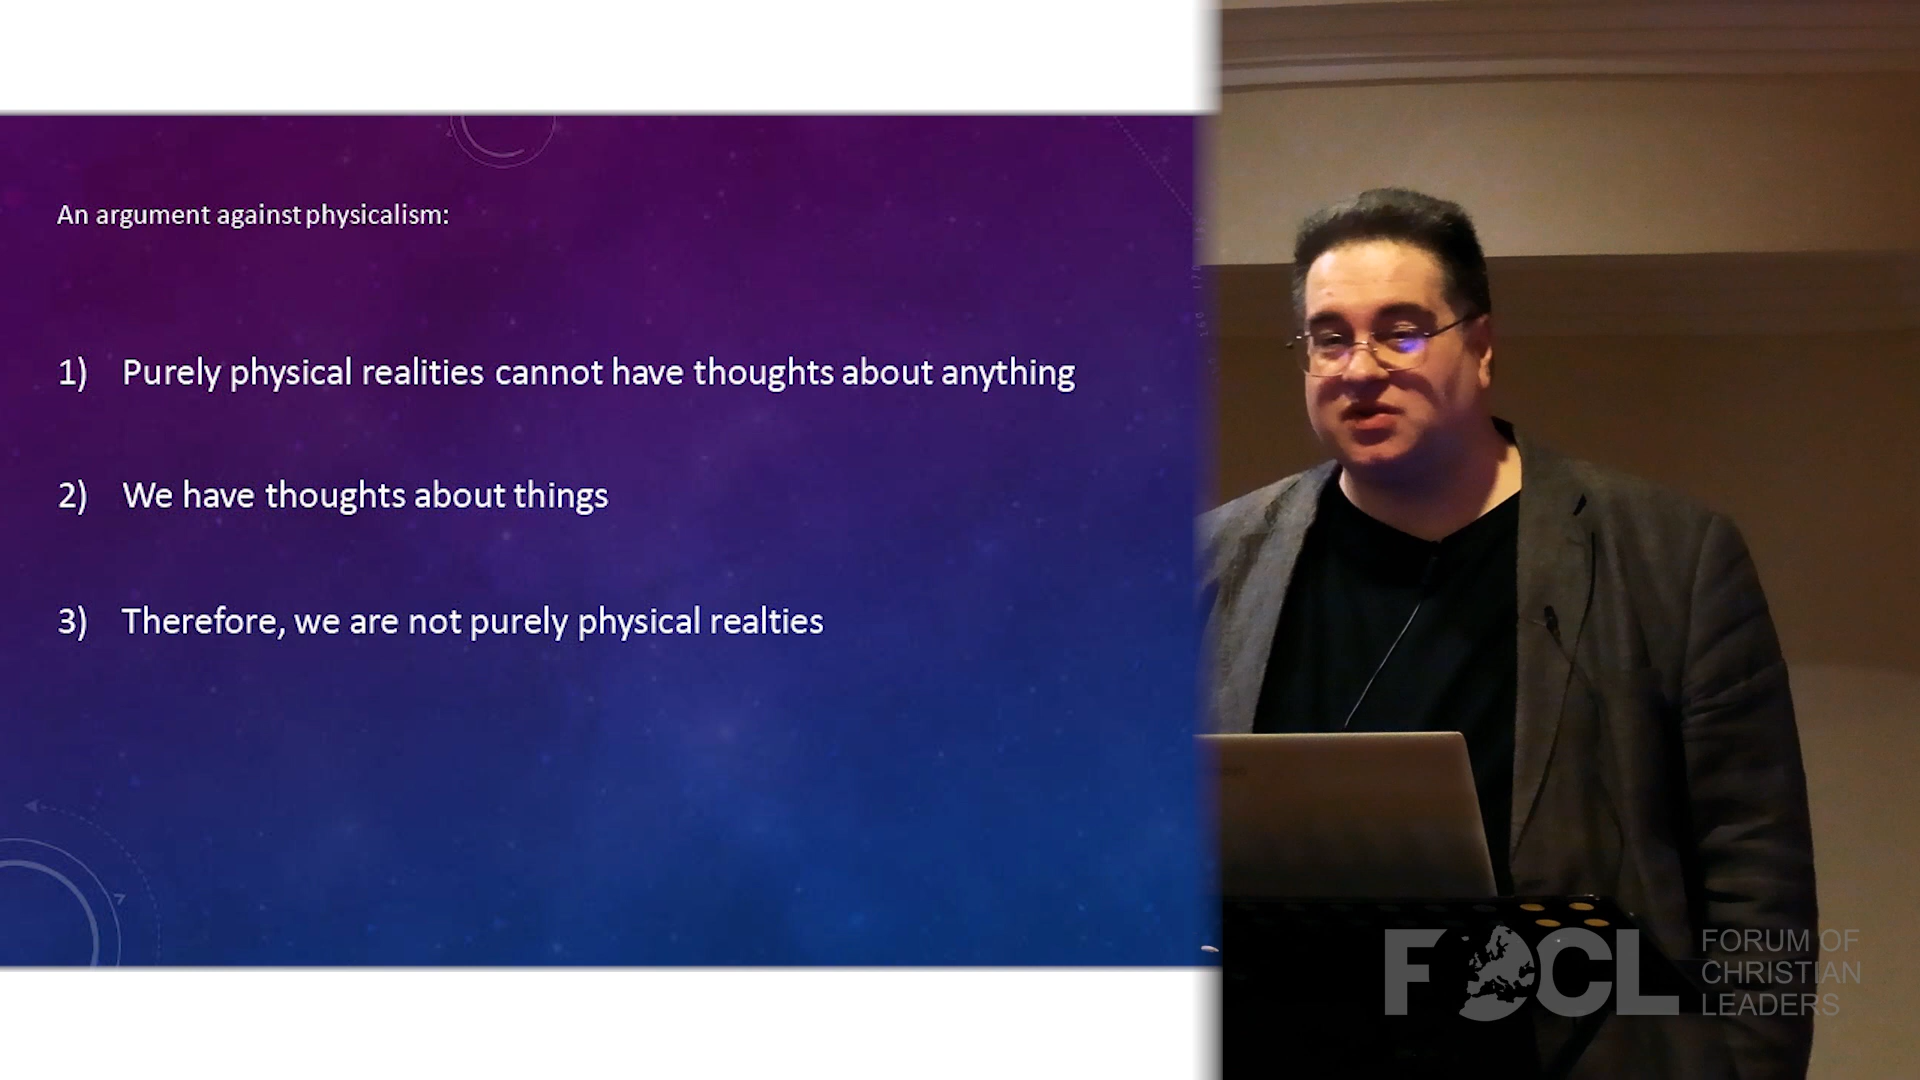 An argument against physicalism:
1) Purely physical realities cannot have thoughts about anything
2) We have thoughts about things
3) Therefore, we are not purely physical realties
FOCL
FORUM OF
CHRISTIAN
LEADERS